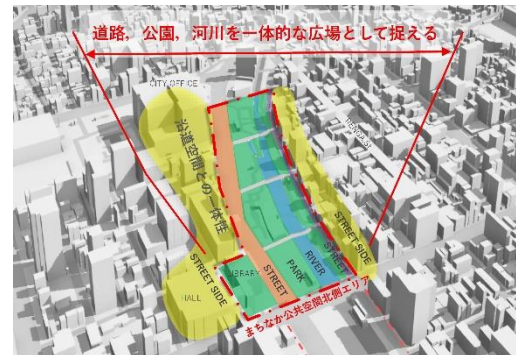 道路，公園，河川を一体的な広場として捉える
CITY OFFICE
沿道空間との一体性
STREET SIDE
STREET SIDE
LIBRARY
HALL
STREET
PARK
RIVER
STREET
まちなか公共空間北側エリア